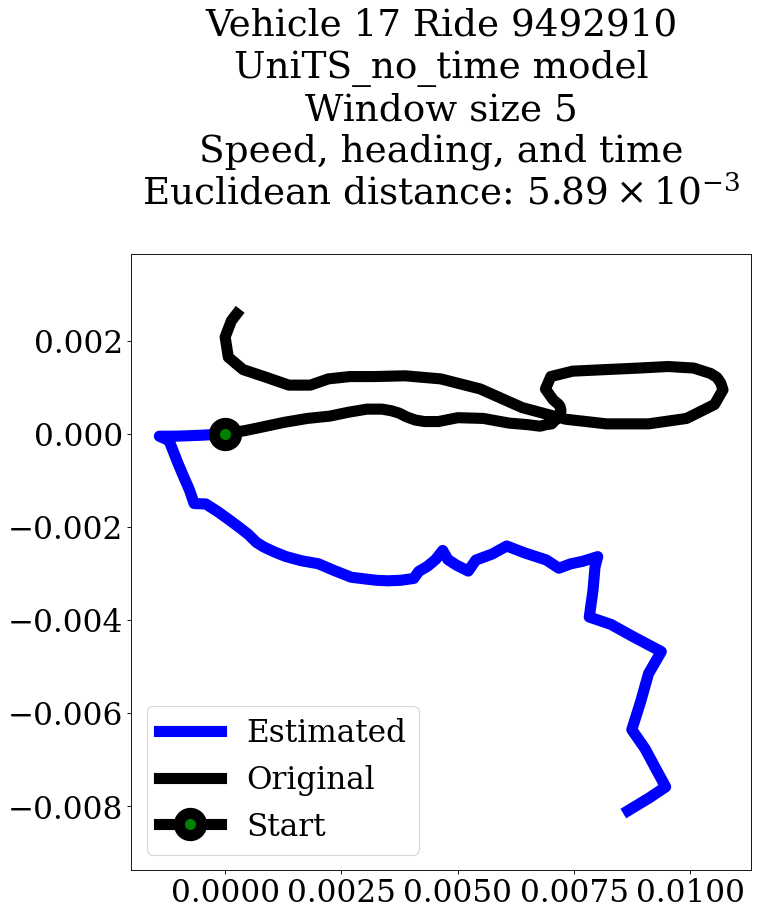 Vehicle 17 Ride 9492910
UniTS_no_time model
Window size 5
Speed, heading, and time
Euclidean distance: 5.89 × 10⁻³
0.002
0.000
−0.002
−0.004
−0.006
−0.008
Estimated
Original
Start
0.0000 0.0025 0.0050 0.0075 0.0100